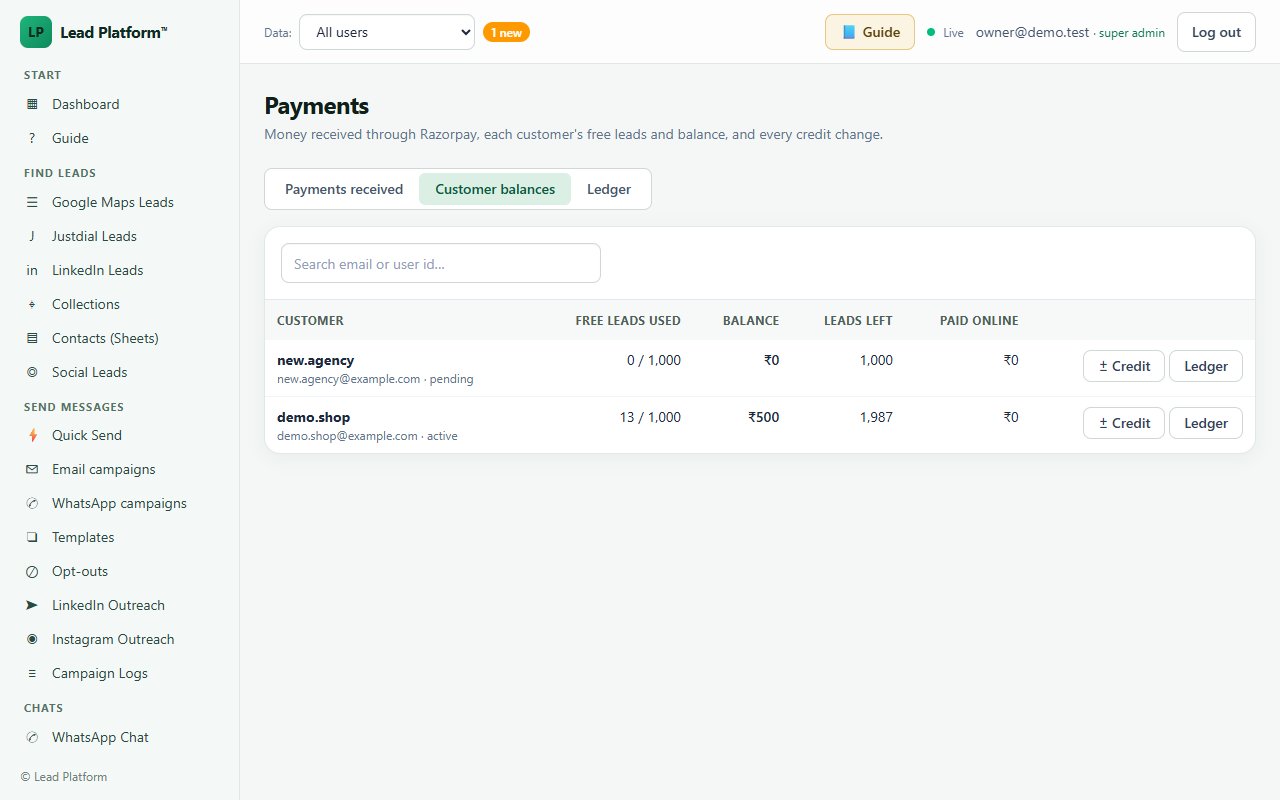 LP Lead Platform™
Data: All users 1 new Guide Live owner@demo.test · super admin Log out
START
Dashboard
? Guide
FIND LEADS
Google Maps Leads
J Justdial Leads
in LinkedIn Leads
Collections
Contacts (Sheets)
Social Leads
SEND MESSAGES
Quick Send
Email campaigns
WhatsApp campaigns
Templates
Opt-outs
LinkedIn Outreach
Instagram Outreach
Campaign Logs
CHATS
WhatsApp Chat
© Lead Platform
Payments
Money received through Razorpay, each customer's free leads and balance, and every credit change.
Payments received Customer balances Ledger
Search email or user id...
CUSTOMER FREE LEADS USED BALANCE LEADS LEFT PAID ONLINE
new.agency 0 / 1,000 ₹0 1,000 ₹0 ± Credit Ledger
new.agency@example.com · pending
demo.shop 13 / 1,000 ₹500 1,987 ₹0 ± Credit Ledger
demo.shop@example.com · active